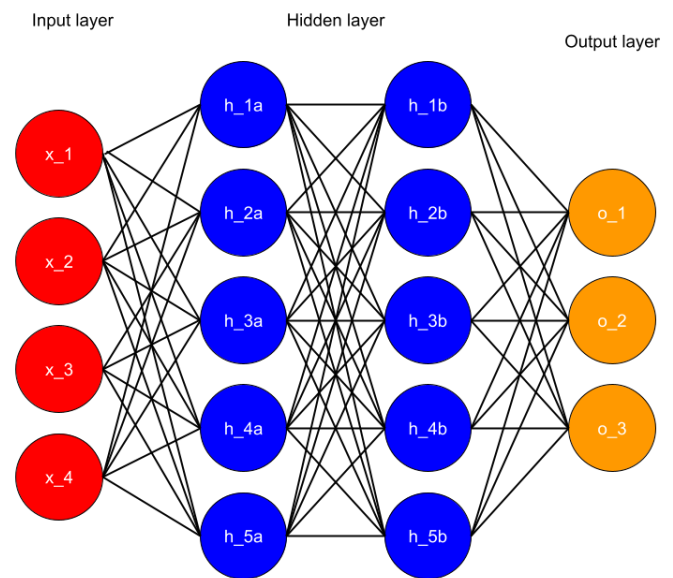 Input layer
Hidden layer
Output layer
x_1
x_2
x_3
x_4
h_1a
h_2a
h_3a
h_4a
h_5a
h_1b
h_2b
h_3b
h_4b
h_5b
o_1
o_2
o_3